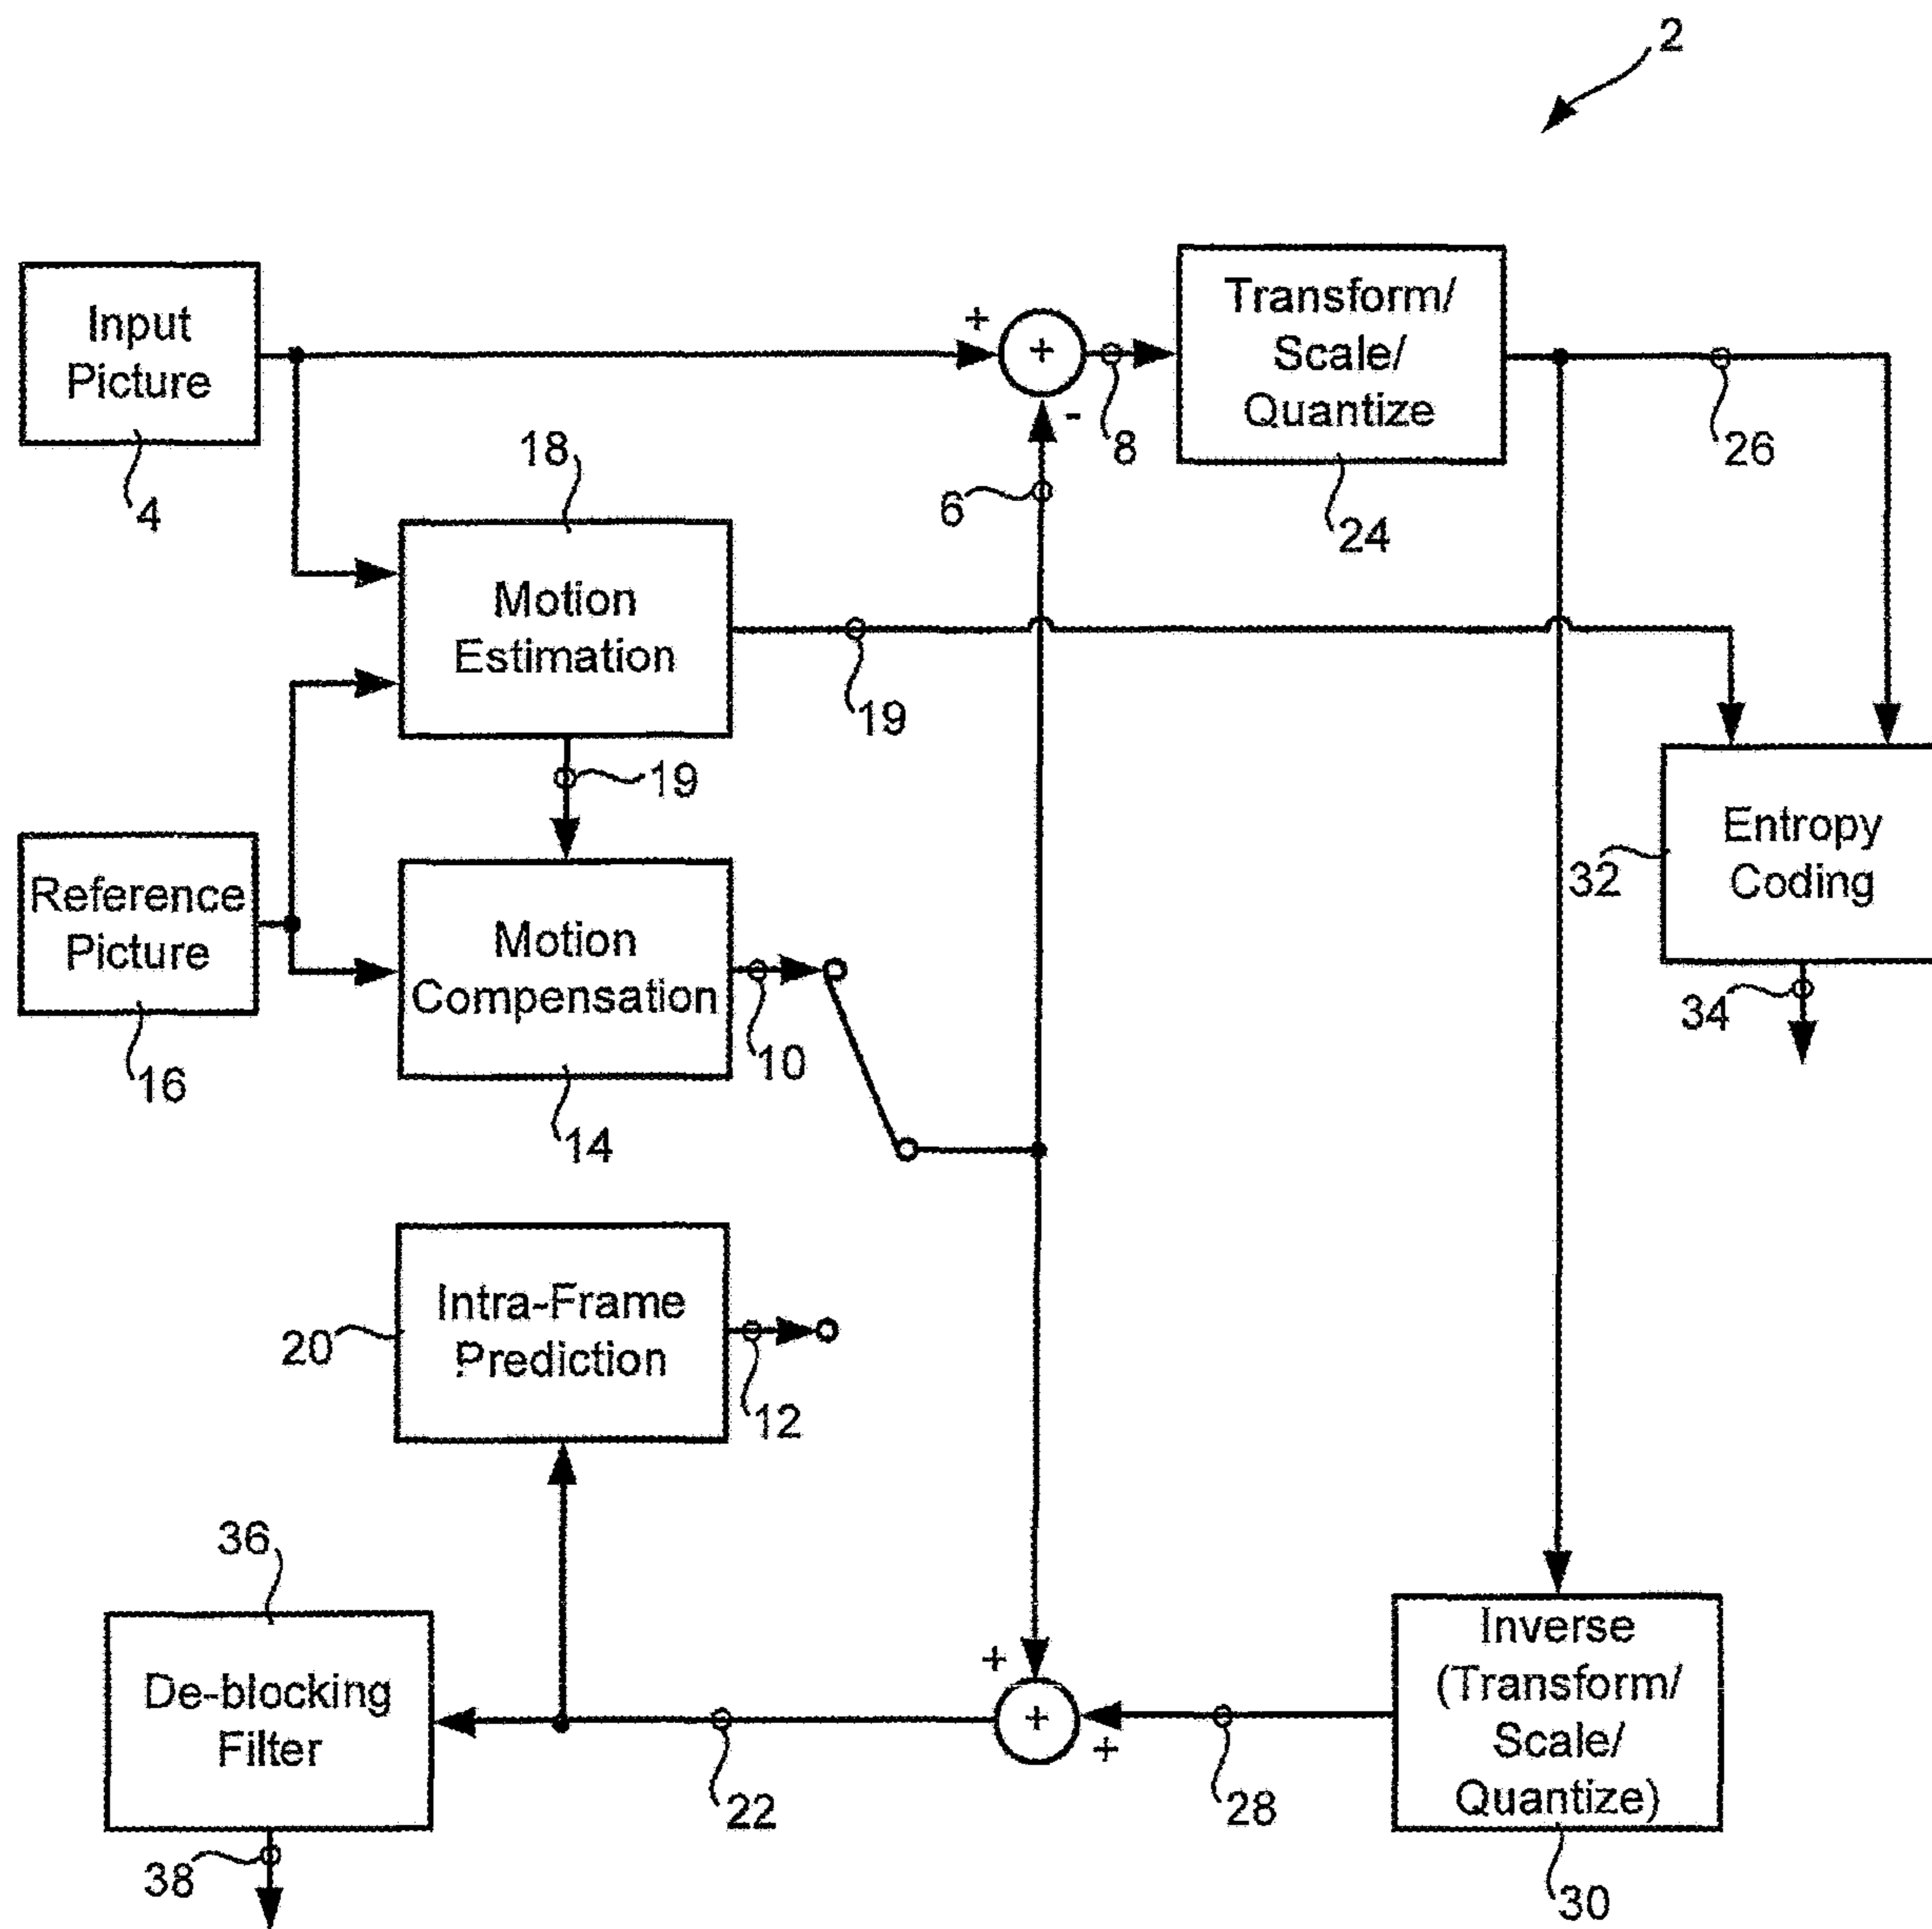 2
Input
Picture
4
+
+
-
8
6
Transform/
Scale/
Quantize
24
26
18
Motion
Estimation
19
19
Reference
Picture
16
Motion
Compensation
10
14
Entropy
Coding
32
34
Intra-Frame
Prediction
20
12
36
De-blocking
Filter
38
22
+
+
+
28
Inverse
(Transform/
Scale/
Quantize)
30